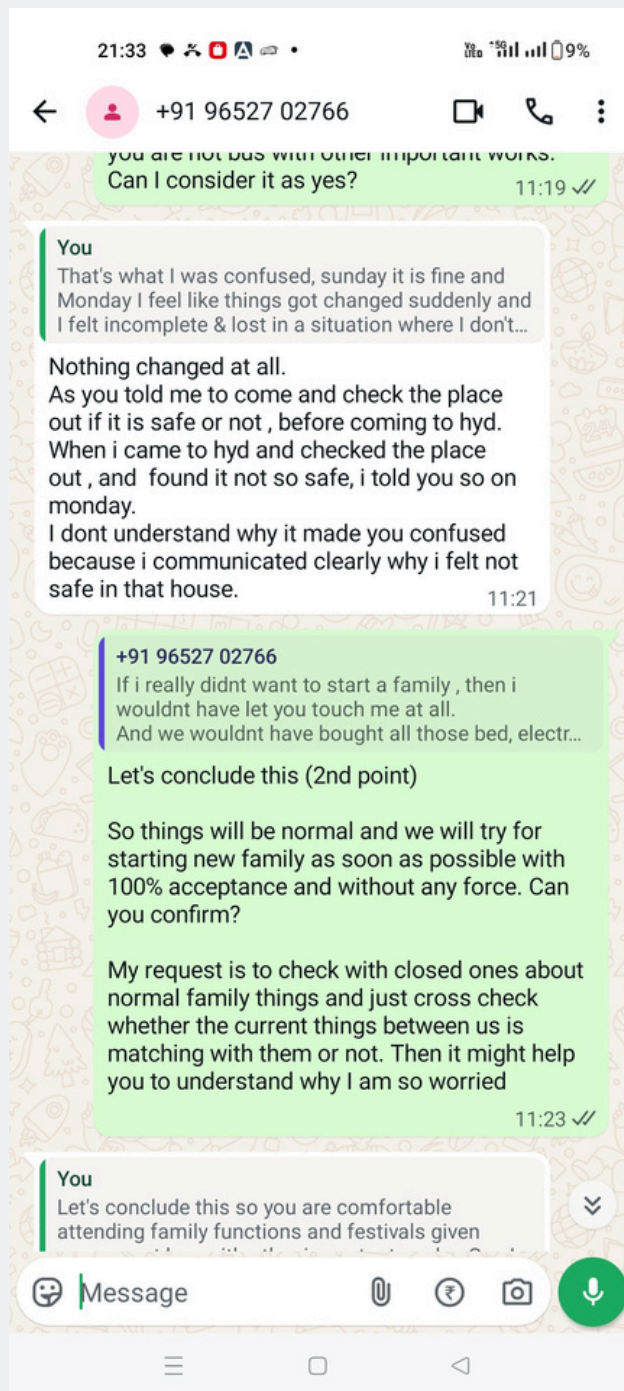 21:33
9%
+91 96527 02766
you are not bus with other important works.
Can I consider it as yes?
11:19
You
That's what I was confused, sunday it is fine and
Monday I feel like things got changed suddenly and
I felt incomplete & lost in a situation where I don't...
Nothing changed at all.
As you told me to come and check the place
out if it is safe or not , before coming to hyd.
When i came to hyd and checked the place
out , and found it not so safe, i told you so on
monday.
I dont understand why it made you confused
because i communicated clearly why i felt not
safe in that house.
11:21
+91 96527 02766
If i really didnt want to start a family , then i
wouldnt have let you touch me at all.
And we wouldnt have bought all those bed, electr...
Let's conclude this (2nd point)
So things will be normal and we will try for
starting new family as soon as possible with
100% acceptance and without any force. Can
you confirm?
My request is to check with closed ones about
normal family things and just cross check
whether the current things between us is
matching with them or not. Then it might help
you to understand why I am so worried
11:23
You
Let's conclude this so you are comfortable
attending family functions and festivals given
Message